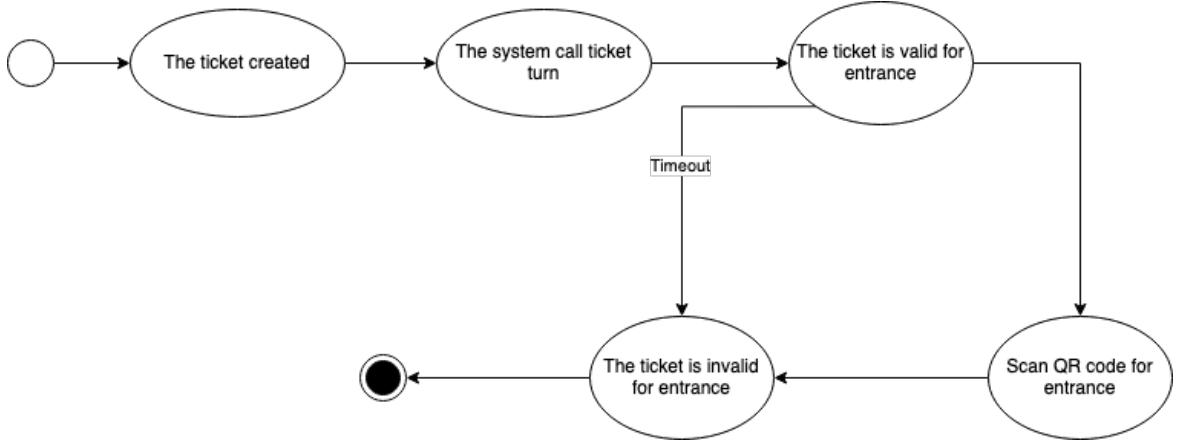 The ticket created
The system call ticket
turn
The ticket is valid for
entrance
Timeout
The ticket is invalid
for entrance
Scan QR code for
entrance